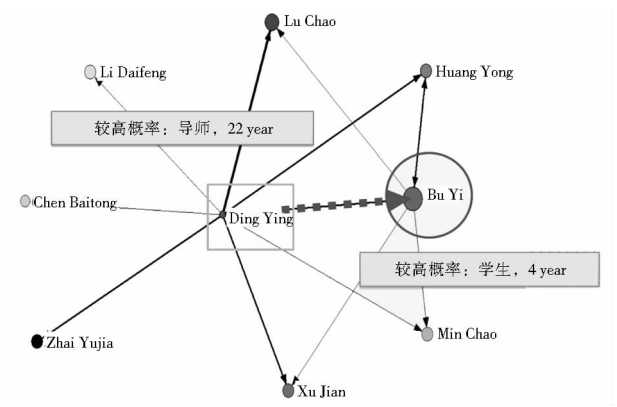 Lu Chao
Li Daifeng
Huang Yong
较高概率：导师，22 year
Chen Baitong
Bu Yi
Ding Ying
较高概率：学生，4 year
Min Chao
Zhai Yujia
Xu Jian